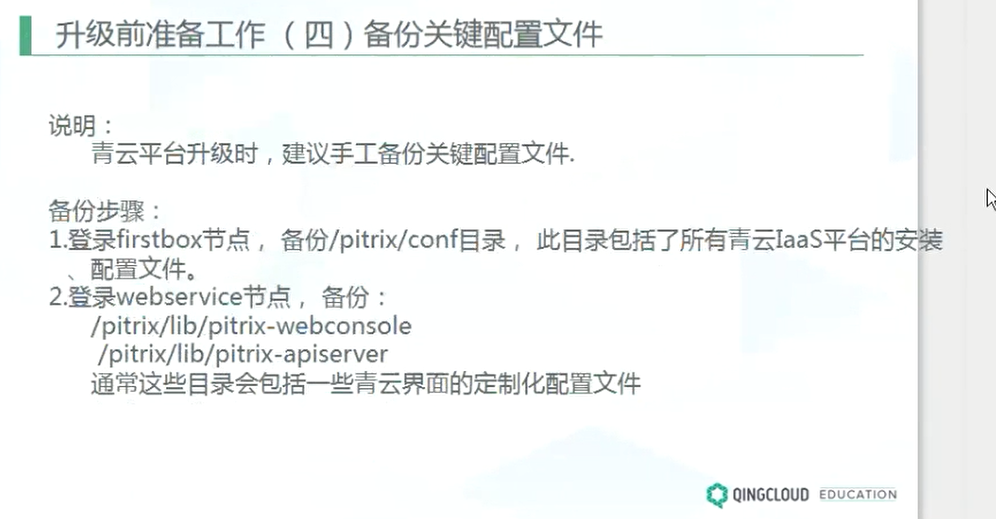 升级前准备工作（四）备份关键配置文件
说明：
青云平台升级时，建议手工备份关键配置文件.
备份步骤：
1.登录firstbox节点， 备份/pitrix/conf目录， 此目录包括了所有青云IaaS平台的安装
、配置文件。
2.登录webservice节点， 备份：
/pitrix/lib/pitrix-webconsole
/pitrix/lib/pitrix-apiserver
通常这些目录会包括一些青云界面的定制化配置文件
QINGCLOUD EDUCATION